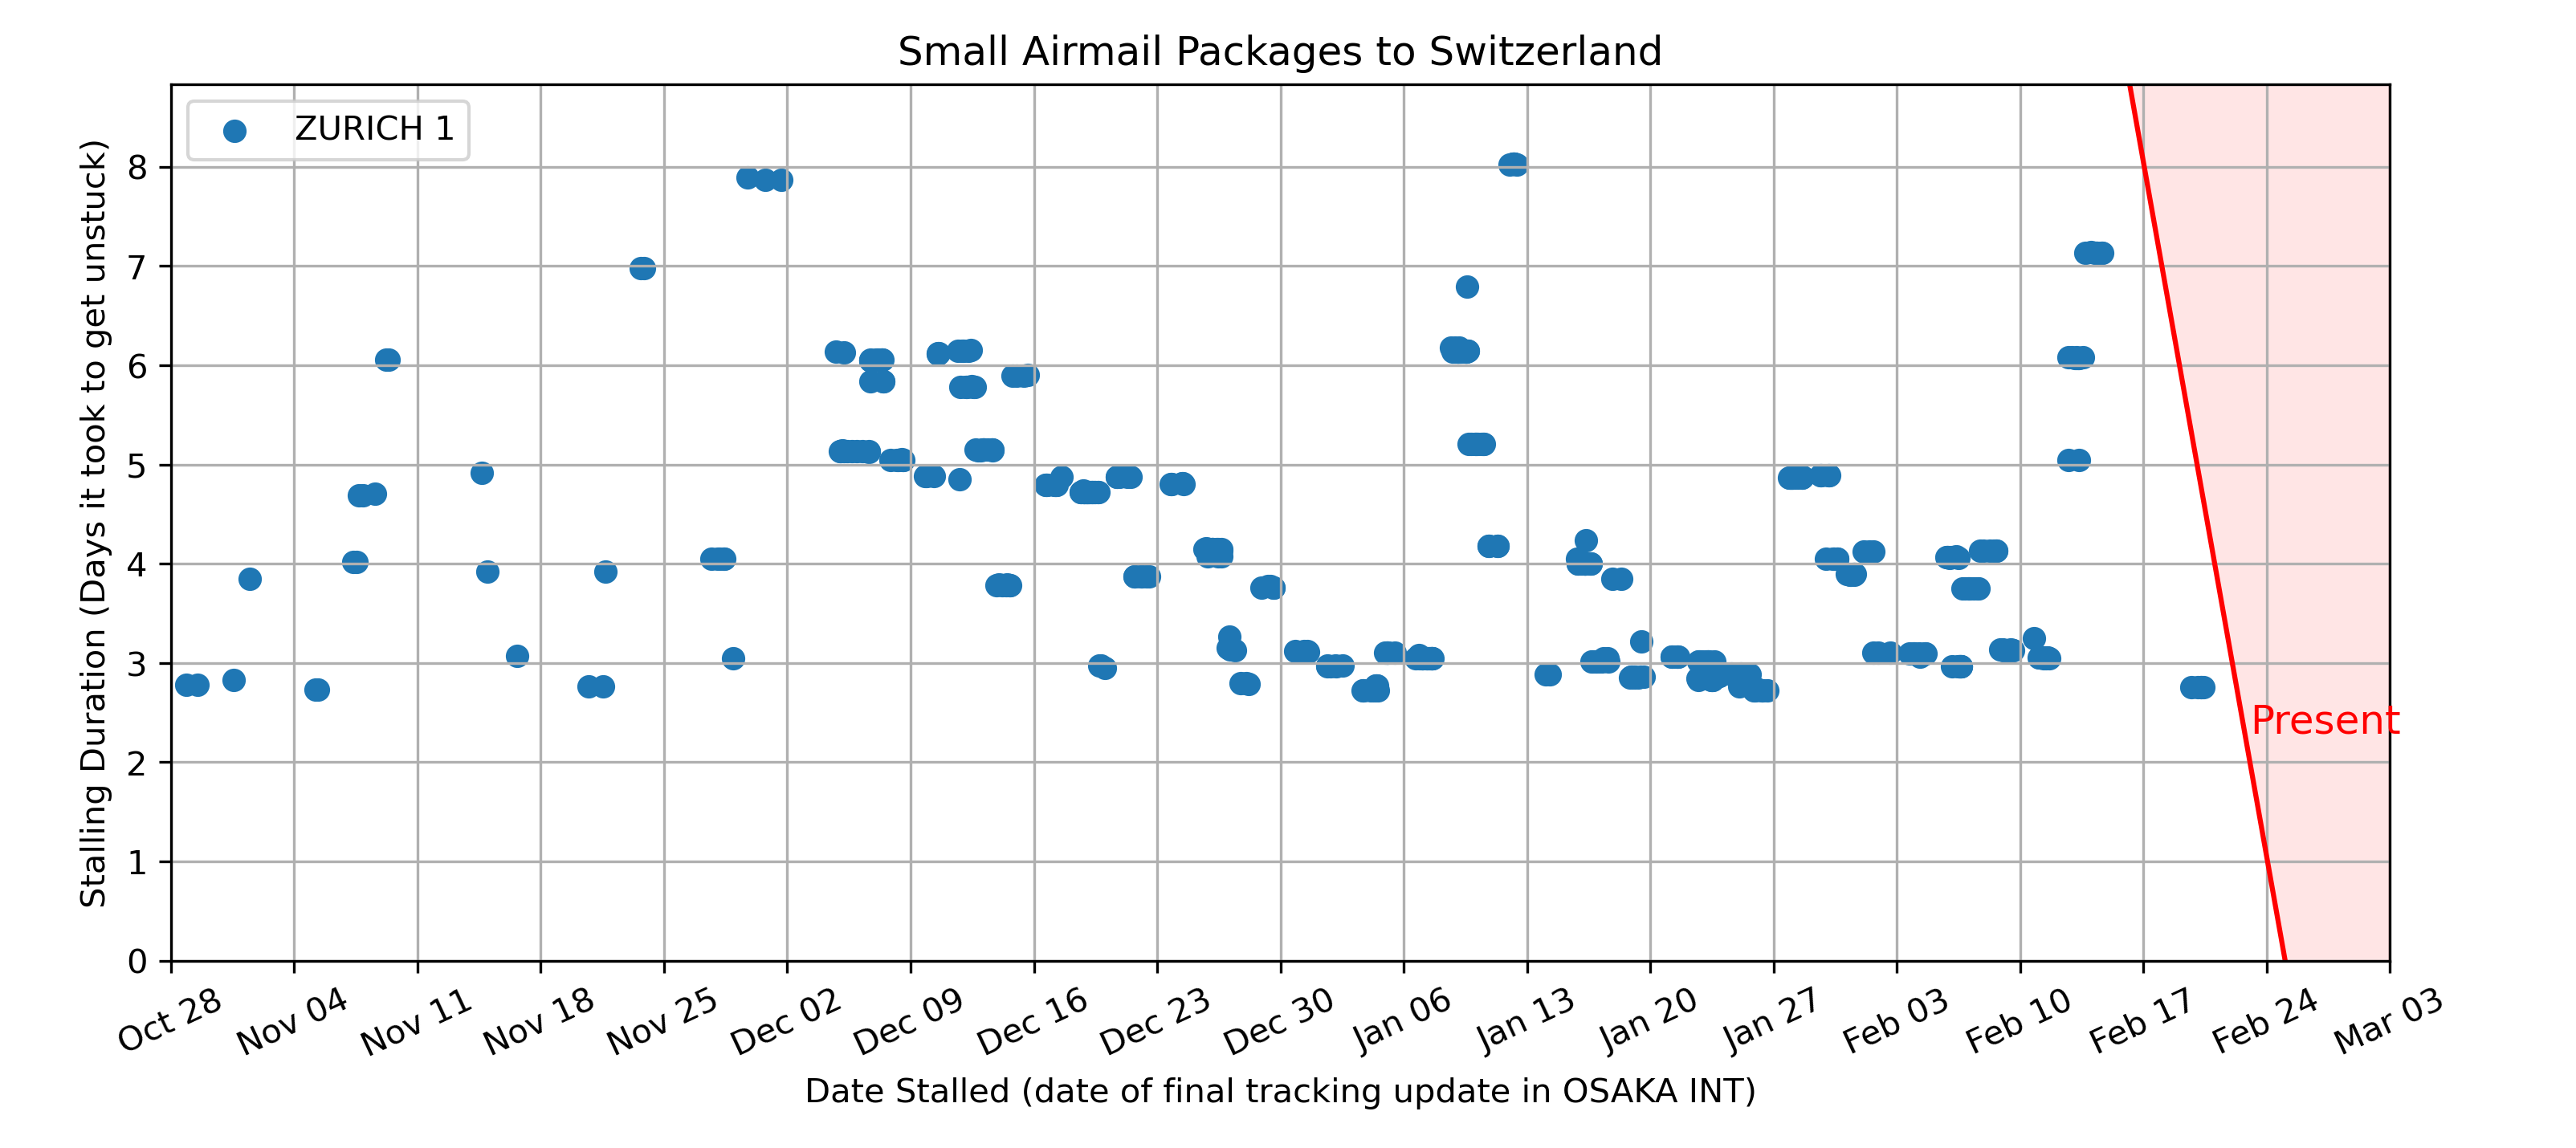 Small Airmail Packages to Switzerland
ZURICH 1
Stalling Duration (Days it took to get unstuck)
8
7
6
5
4
3
2
1
0
Present
Oct 28
Nov 04
Nov 11
Nov 18
Nov 25
Dec 02
Dec 09
Dec 16
Dec 23
Dec 30
Jan 06
Jan 13
Jan 20
Jan 27
Feb 03
Feb 10
Feb 17
Feb 24
Mar 03
Date Stalled (date of final tracking update in OSAKA INT)